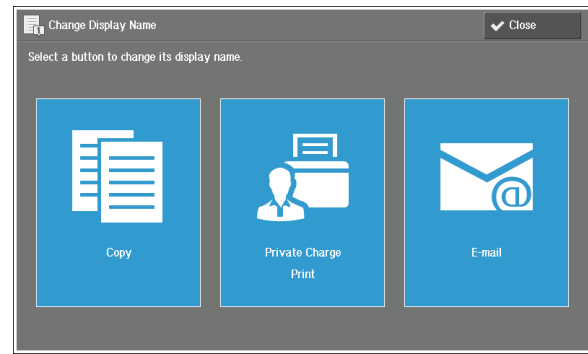 Change Display Name
Close
Select a button to change its display name.
Copy
Private Charge
Print
E-mail